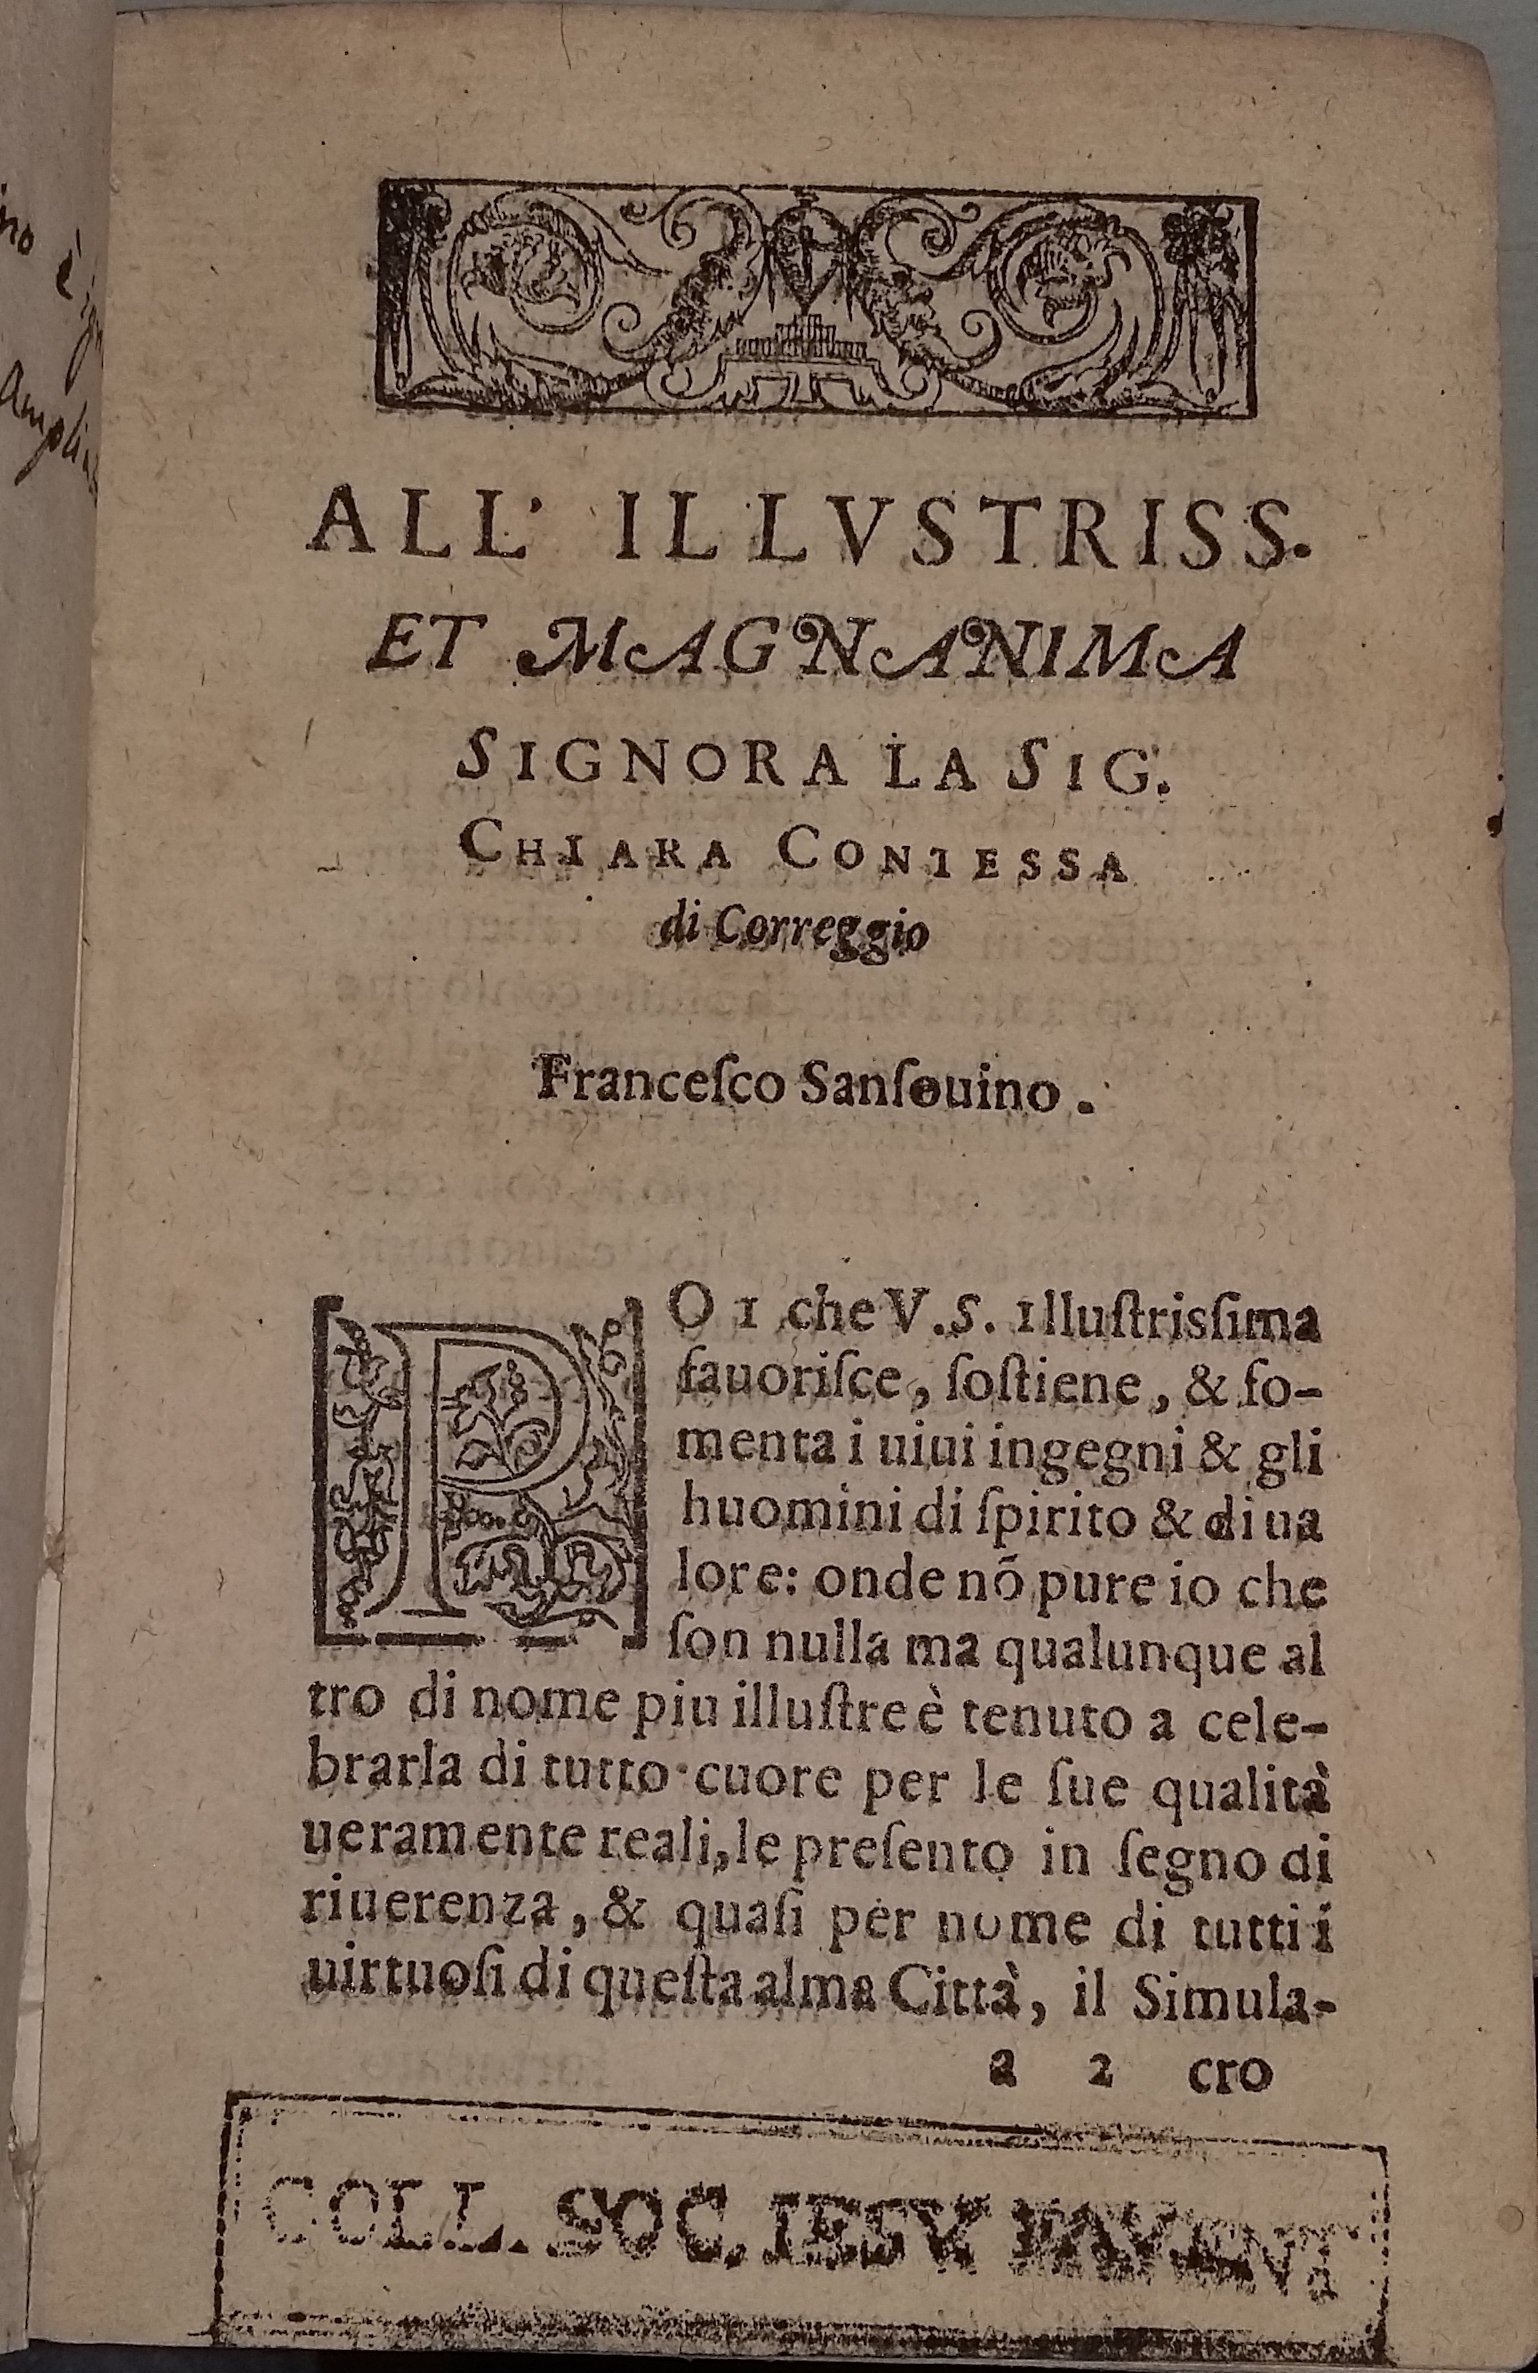 ino è
Ampli
ALL' ILLVSTRISS.
ET MAGNANIMA
SIGNORA LA SIG.
CHIARA CONTESSA
di Correggio
Franceſco Sanſouino.
POI che V.S. Illuſtriſſima
fauoriſce, ſoſtiene, & fo-
menta i uiui ingegni & gli
huomini di ſpirito & di ua
lore: onde nõ pure io che
ſon nulla ma qualunque al
tro di nome piu illuſtre è tenuto a cele-
brarla di tutto cuore per le ſue qualità
ueramente reali, le preſento in ſegno di
riuerenza, & quaſi per nome di tutti i
uirtuoſi di queſta alma Città, il Simula-
a 2 cro
COLL. SOC. IESV